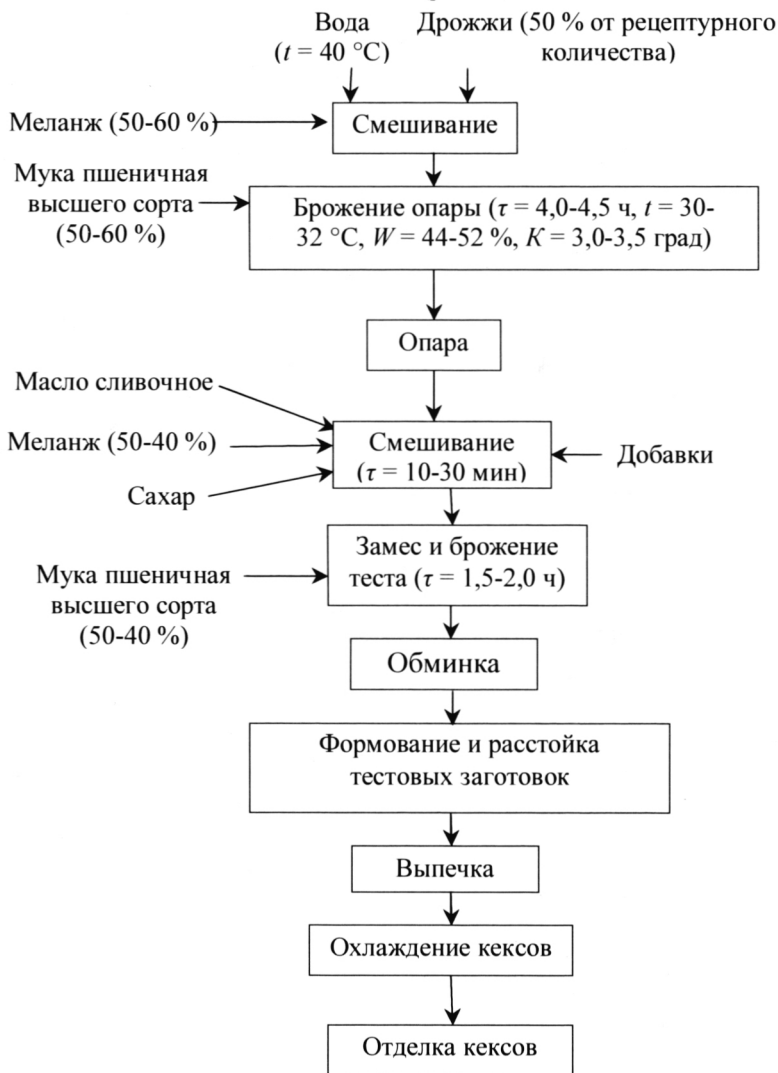 Вода
(t = 40 °C)
Дрожжи (50 % от рецептурного
количества)
Меланж (50-60 %)
Смешивание
Мука пшеничная
высшего сорта
(50-60 %)
Брожение опары (τ = 4,0-4,5 ч, t = 30-
32 °C, W = 44-52 %, K = 3,0-3,5 град)
Опара
Масло сливочное
Меланж (50-40 %)
Сахар
Смешивание
(τ = 10-30 мин)
Добавки
Замес и брожение
теста (τ = 1,5-2,0 ч)
Мука пшеничная
высшего сорта
(50-40 %)
Обминка
Формование и расстойка
тестовых заготовок
Выпечка
Охлаждение кексов
Отделка кексов